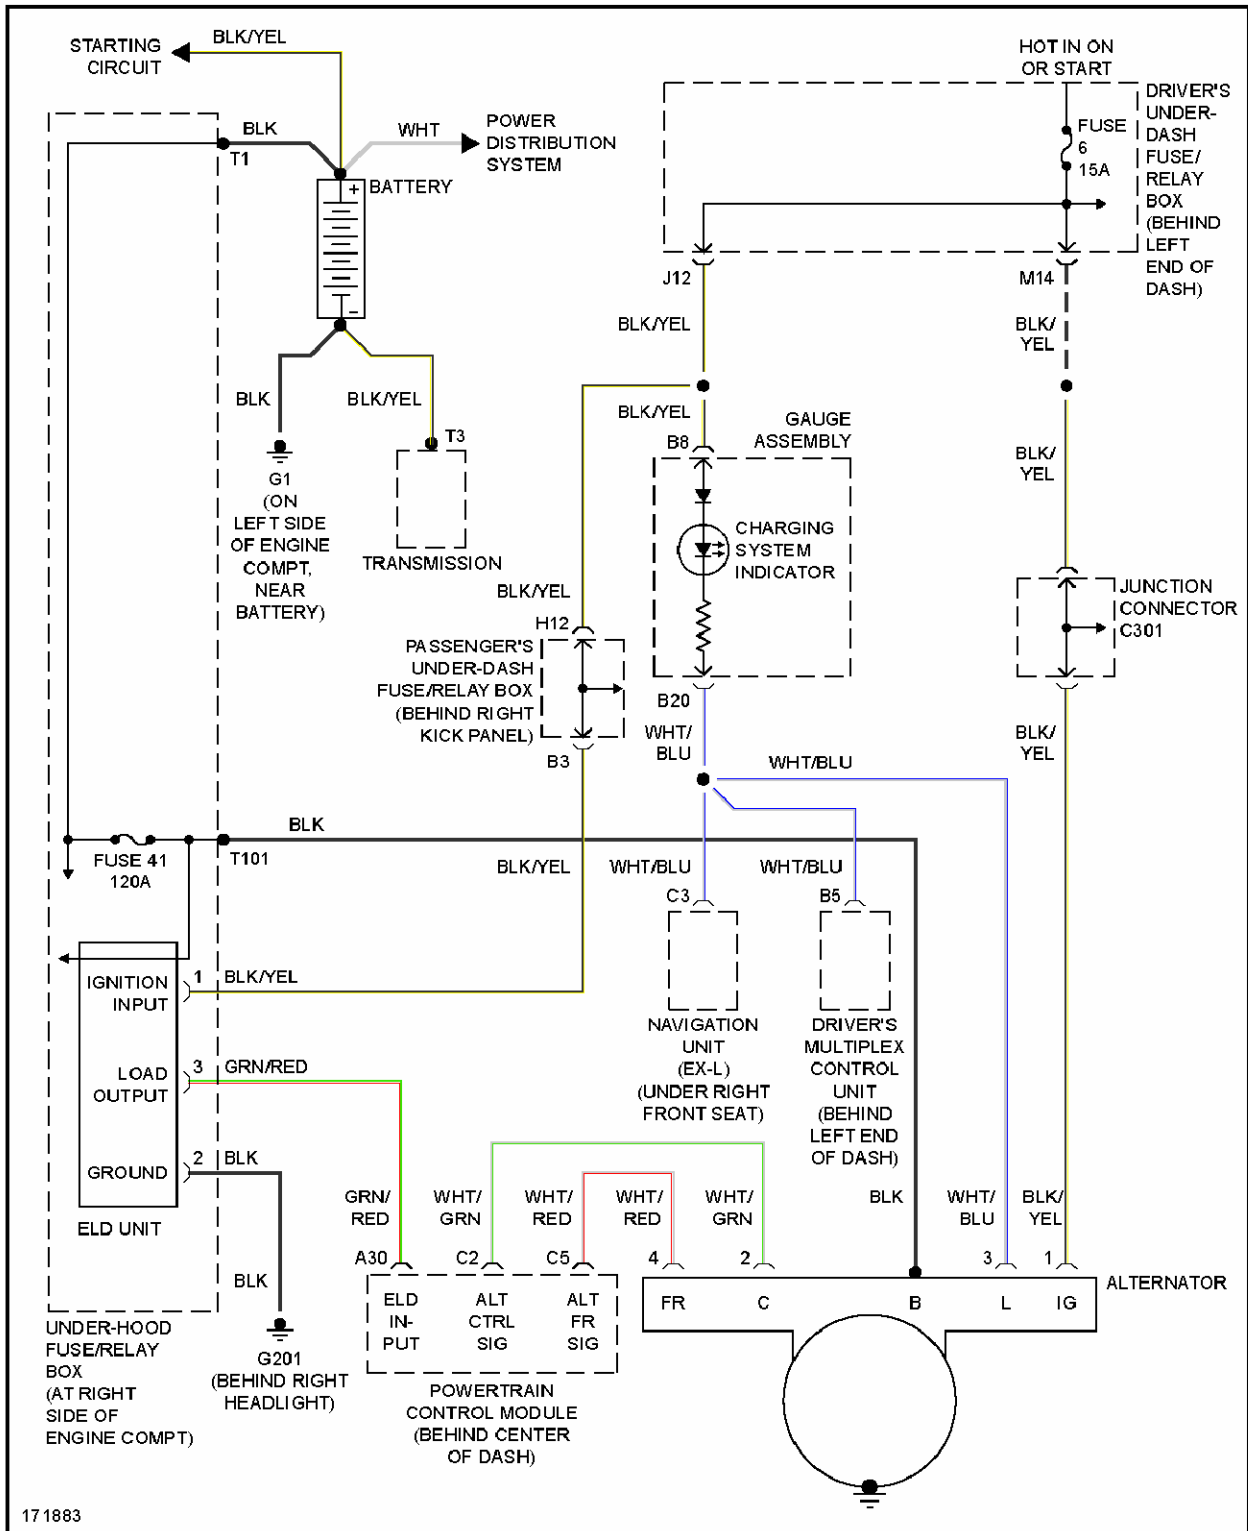 STARTING
CIRCUIT
BLK/YEL
HOT IN ON
OR START
DRIVER'S
UNDER-
DASH
FUSE/
RELAY
BOX
(BEHIND
LEFT
END OF
DASH)
FUSE
6
15A
BLK
T1
WHT
POWER
DISTRIBUTION
SYSTEM
+
BATTERY
-
J12
M14
BLK/YEL
BLK/
YEL
BLK
BLK/YEL
T3
G1
(ON
LEFT SIDE
OF ENGINE
COMPT,
NEAR
BATTERY)
TRANSMISSION
BLK/YEL
B8
GAUGE
ASSEMBLY
BLK/
YEL
CHARGING
SYSTEM
INDICATOR
BLK/YEL
H12
JUNCTION
CONNECTOR
C301
PASSENGER'S
UNDER-DASH
FUSE/RELAY BOX
(BEHIND RIGHT
KICK PANEL)
B3
B20
WHT/
BLU
WHT/BLU
BLK/
YEL
BLK
FUSE 41
120A
T101
BLK/YEL
WHT/BLU
C3
WHT/BLU
B5
IGNITION
INPUT
1
BLK/YEL
LOAD
OUTPUT
3
GRN/RED
GROUND
2
BLK
ELD UNIT
NAVIGATION
UNIT
(EX-L)
(UNDER RIGHT
FRONT SEAT)
DRIVER'S
MULTIPLEX
CONTROL
UNIT
(BEHIND
LEFT END
OF DASH)
GRN/
RED
WHT/
GRN
WHT/
RED
WHT/
RED
WHT/
GRN
BLK
WHT/
BLU
BLK/
YEL
A30
C2
C5
4
2
3
1
ALTERNATOR
BLK
ELD
IN-
PUT
ALT
CTRL
SIG
ALT
FR
SIG
FR
C
B
L
IG
UNDER-HOOD
FUSE/RELAY
BOX
(AT RIGHT
SIDE OF
ENGINE COMPT)
G201
(BEHIND RIGHT
HEADLIGHT)
POWERTRAIN
CONTROL MODULE
(BEHIND CENTER
OF DASH)
171883